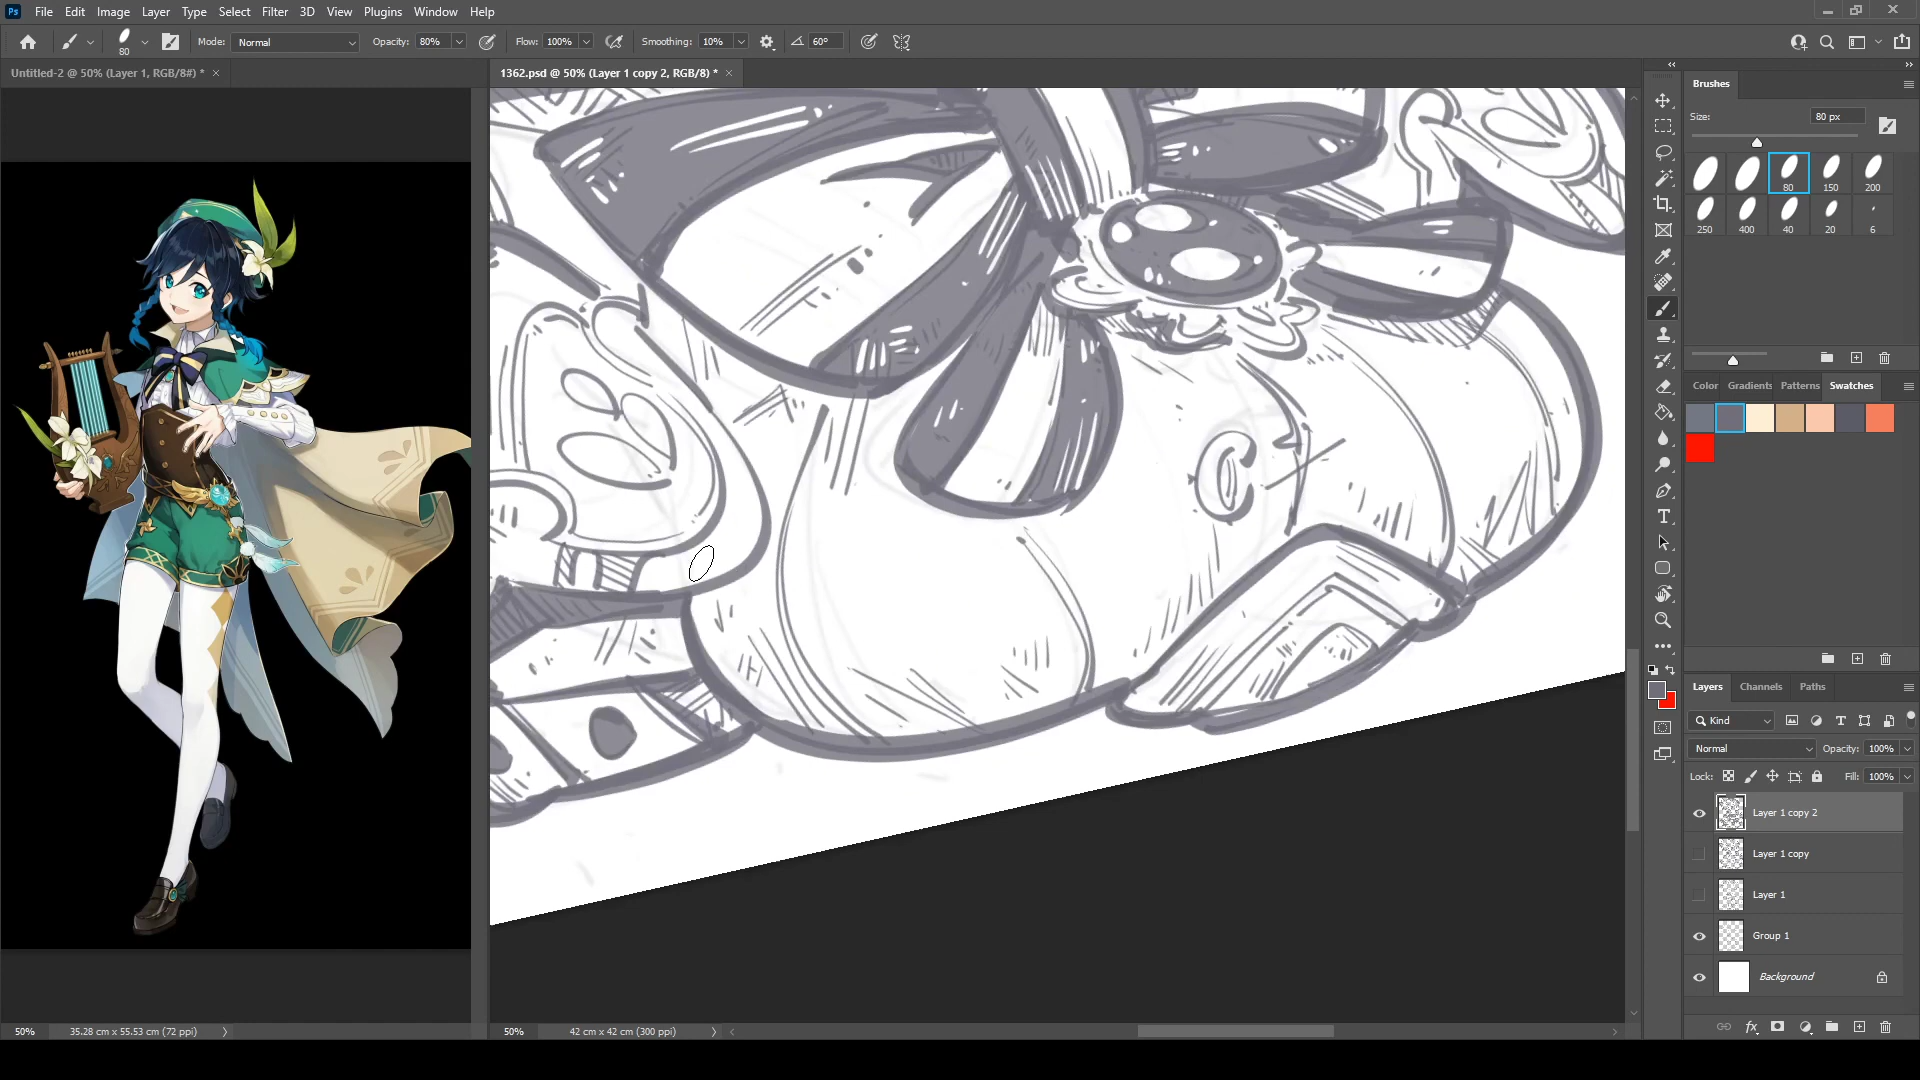 Ps File Edit Image Layer Type Select Filter 3D View Plugins Window Help
80 Mode: Normal Opacity: 80% Flow: 100% Smoothing: 10% 60°
Untitled-2 @ 50% (Layer 1, RGB/8#) * ×
1362.psd @ 50% (Layer 1 copy 2, RGB/8) * ×
Brushes
Size: 80 px
80 150 200
250 400 40 20 6
Color Gradients Patterns Swatches
Layers Channels Paths
Kind
Normal Opacity: 100%
Lock: Fill: 100%
Layer 1 copy 2
Layer 1 copy
Layer 1
Group 1
Background
50% 35.28 cm x 55.53 cm (72 ppi)
50% 42 cm x 42 cm (300 ppi)